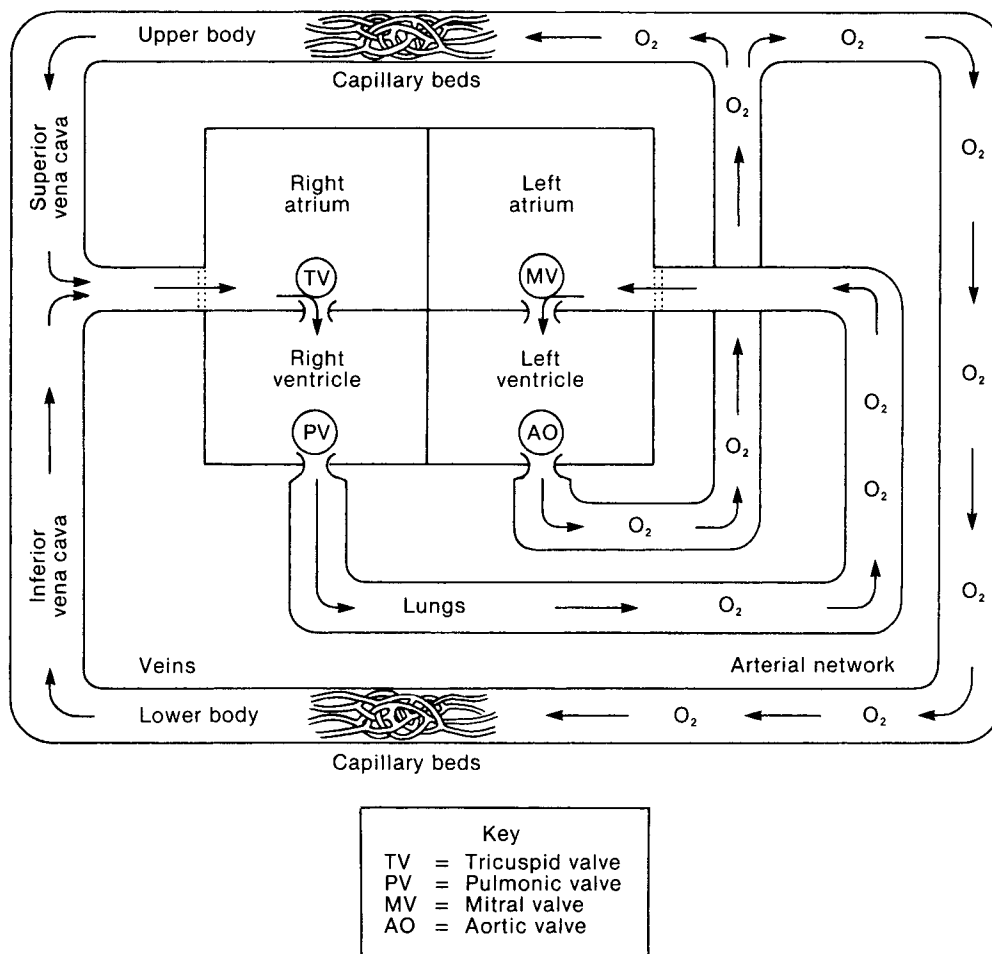 Upper body
O₂
O₂
Capillary beds
O₂
O₂
Superior
vena cava
Right
atrium
Left
atrium
TV
MV
Right
ventricle
Left
ventricle
O₂
O₂
PV
AO
O₂
O₂
O₂
Inferior
vena cava
Lungs
O₂
O₂
Veins
Arterial network
Lower body
O₂
O₂
Capillary beds
Key
TV = Tricuspid valve
PV = Pulmonic valve
MV = Mitral valve
AO = Aortic valve